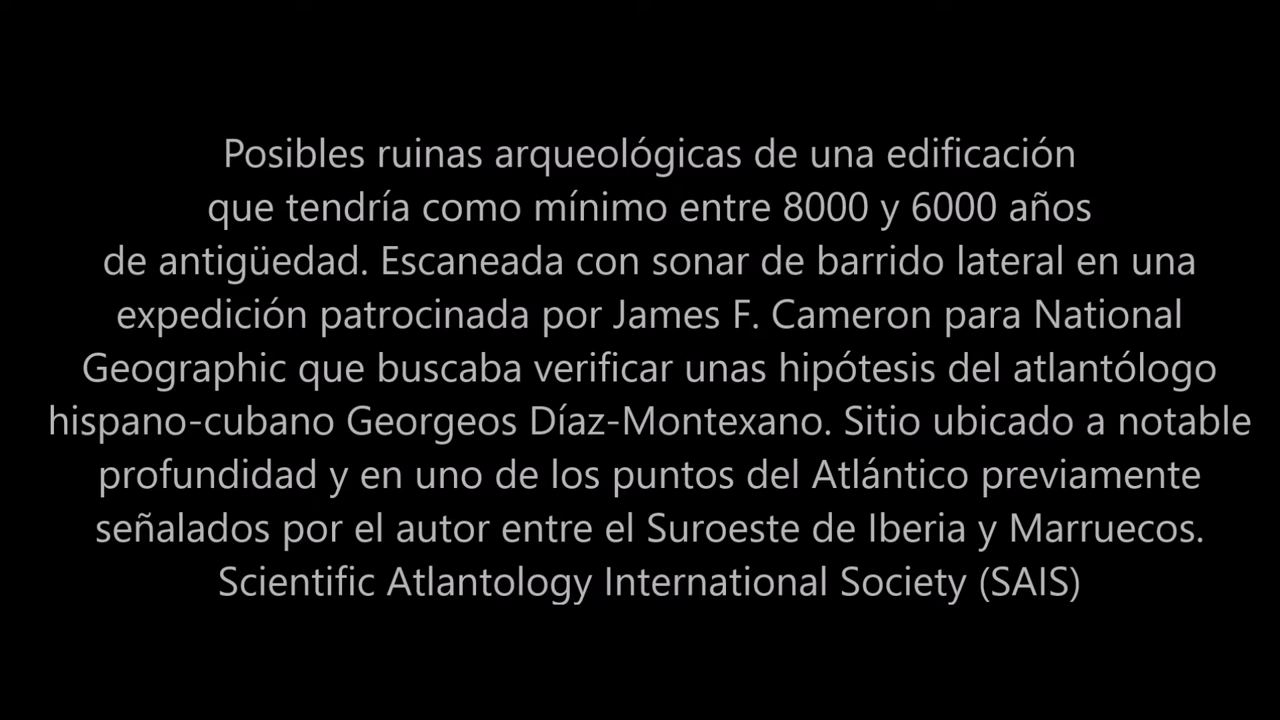 Posibles ruinas arqueológicas de una edificación
que tendría como mínimo entre 8000 y 6000 años
de antigüedad. Escaneada con sonar de barrido lateral en una
expedición patrocinada por James F. Cameron para National
Geographic que buscaba verificar unas hipótesis del atlantólogo
hispano-cubano Georgeos Díaz-Montexano. Sitio ubicado a notable
profundidad y en uno de los puntos del Atlántico previamente
señalados por el autor entre el Suroeste de Iberia y Marruecos.
Scientific Atlantology International Society (SAIS)